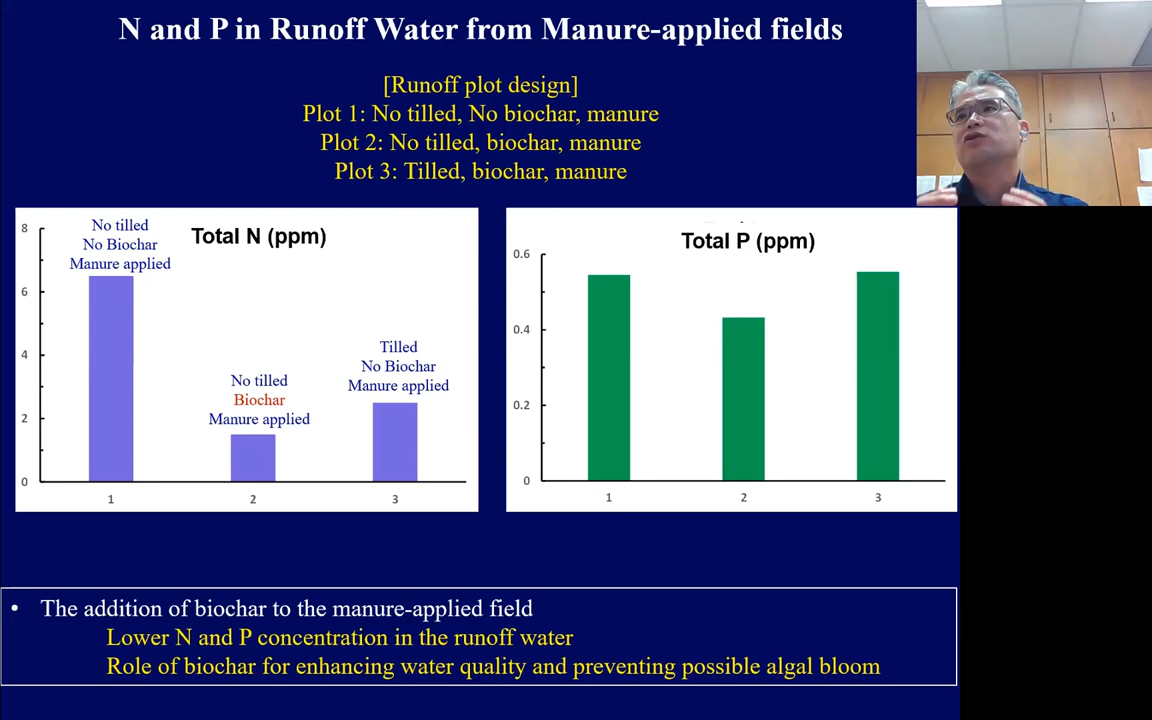 N and P in Runoff Water from Manure-applied fields
[Runoff plot design]
Plot 1: No tilled, No biochar, manure
Plot 2: No tilled, biochar, manure
Plot 3: Tilled, biochar, manure
Total N (ppm)
No tilled
No Biochar
Manure applied
No tilled
Biochar
Manure applied
Tilled
No Biochar
Manure applied
8
6
4
2
0
1 2 3
Total P (ppm)
0.6
0.4
0.2
0
1 2 3
• The addition of biochar to the manure-applied field
Lower N and P concentration in the runoff water
Role of biochar for enhancing water quality and preventing possible algal bloom